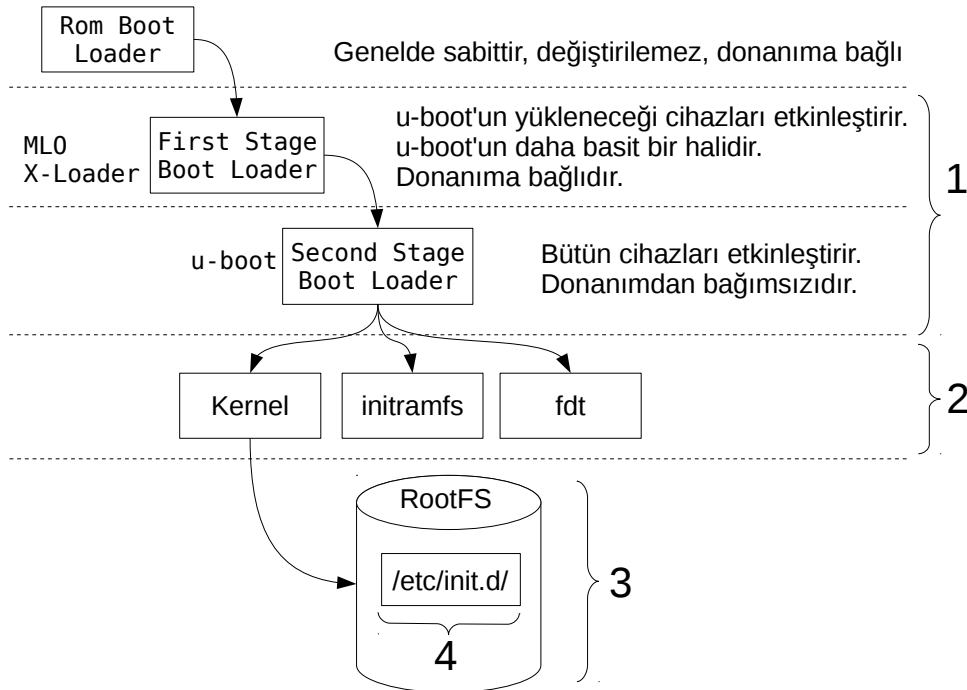 Rom Boot
Loader
Genelde sabittir, değiştirilemez, donanıma bağlı
MLO
X-Loader
First Stage
Boot Loader
u-boot'un yükleneceği cihazları etkinleştirir.
u-boot'un daha basit bir halidir.
Donanıma bağlıdır.
1
u-boot
Second Stage
Boot Loader
Bütün cihazları etkinleştirir.
Donanımdan bağımsızıdır.
Kernel
initramfs
fdt
2
RootFS
/etc/init.d/
3
4